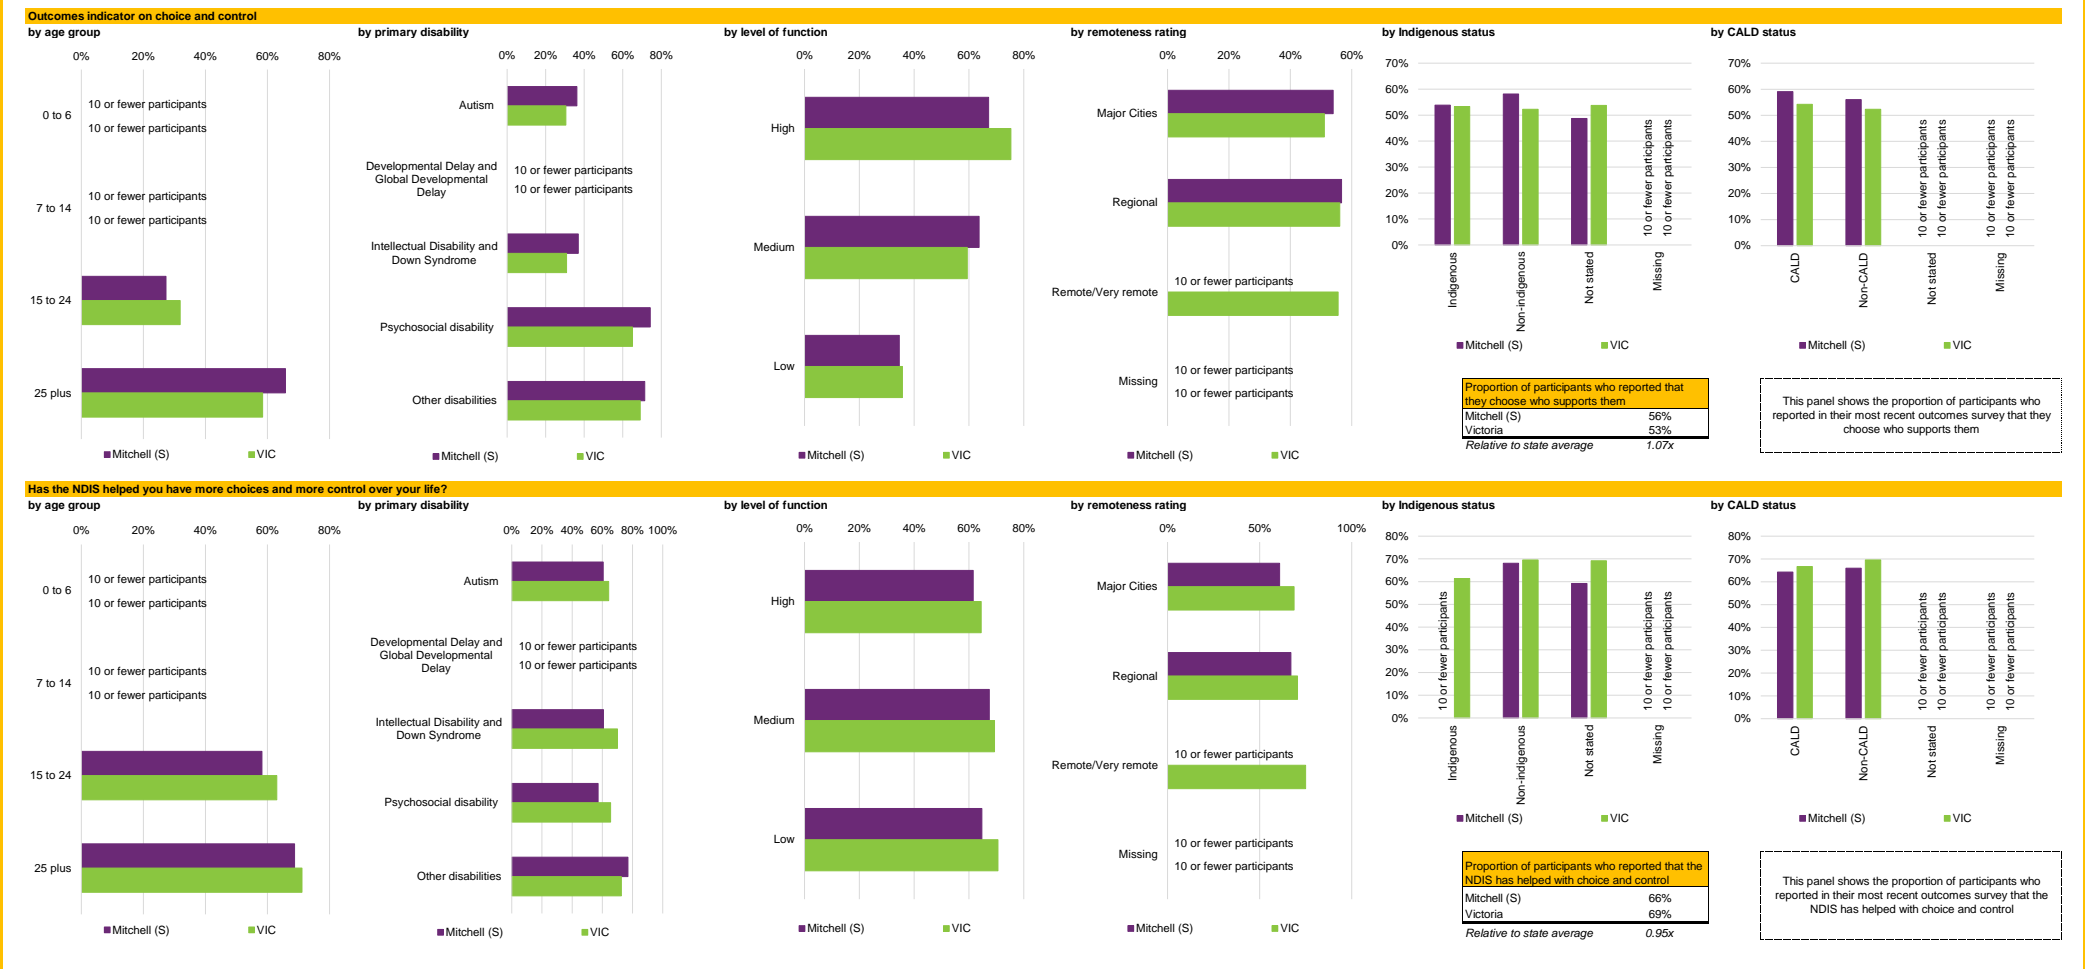 Outcomes indicator on choice and control
by age group
0% 20% 40% 60% 80%
0 to 6
10 or fewer participants
10 or fewer participants
7 to 14
10 or fewer participants
10 or fewer participants
15 to 24
25 plus
Mitchell (S) VIC
by primary disability
0% 20% 40% 60% 80%
Autism
Developmental Delay and
Global Developmental
Delay
10 or fewer participants
10 or fewer participants
Intellectual Disability and
Down Syndrome
Psychosocial disability
Other disabilities
Mitchell (S) VIC
by level of function
0% 20% 40% 60% 80%
High
Medium
Low
Mitchell (S) VIC
by remoteness rating
0% 20% 40% 60%
Major Cities
Regional
Remote/Very remote
10 or fewer participants
Missing
10 or fewer participants
10 or fewer participants
Mitchell (S) VIC
by Indigenous status
70%
60%
50%
40%
30%
20%
10%
0%
10 or fewer participants
10 or fewer participants
Indigenous
Non-indigenous
Not stated
Missing
Mitchell (S) VIC
by CALD status
70%
60%
50%
40%
30%
20%
10%
0%
10 or fewer participants
10 or fewer participants
10 or fewer participants
10 or fewer participants
CALD
Non-CALD
Not stated
Missing
Mitchell (S) VIC
Proportion of participants who reported that
they choose who supports them
Mitchell (S) 56%
Victoria 53%
Relative to state average 1.07x
This panel shows the proportion of participants who
reported in their most recent outcomes survey that they
choose who supports them
Has the NDIS helped you have more choices and more control over your life?
by age group
0% 20% 40% 60% 80%
0 to 6
10 or fewer participants
10 or fewer participants
7 to 14
10 or fewer participants
10 or fewer participants
15 to 24
25 plus
Mitchell (S) VIC
by primary disability
0% 20% 40% 60% 80% 100%
Autism
Developmental Delay and
Global Developmental
Delay
10 or fewer participants
10 or fewer participants
Intellectual Disability and
Down Syndrome
Psychosocial disability
Other disabilities
Mitchell (S) VIC
by level of function
0% 20% 40% 60% 80%
High
Medium
Low
Mitchell (S) VIC
by remoteness rating
0% 50% 100%
Major Cities
Regional
Remote/Very remote
10 or fewer participants
Missing
10 or fewer participants
10 or fewer participants
Mitchell (S) VIC
by Indigenous status
80%
70%
60%
50%
40%
30%
20%
10%
0%
10 or fewer participants
10 or fewer participants
10 or fewer participants
Indigenous
Non-indigenous
Not stated
Missing
Mitchell (S) VIC
by CALD status
80%
70%
60%
50%
40%
30%
20%
10%
0%
10 or fewer participants
10 or fewer participants
10 or fewer participants
10 or fewer participants
CALD
Non-CALD
Not stated
Missing
Mitchell (S) VIC
Proportion of participants who reported that the
NDIS has helped with choice and control
Mitchell (S) 66%
Victoria 69%
Relative to state average 0.95x
This panel shows the proportion of participants who
reported in their most recent outcomes survey that the
NDIS has helped with choice and control